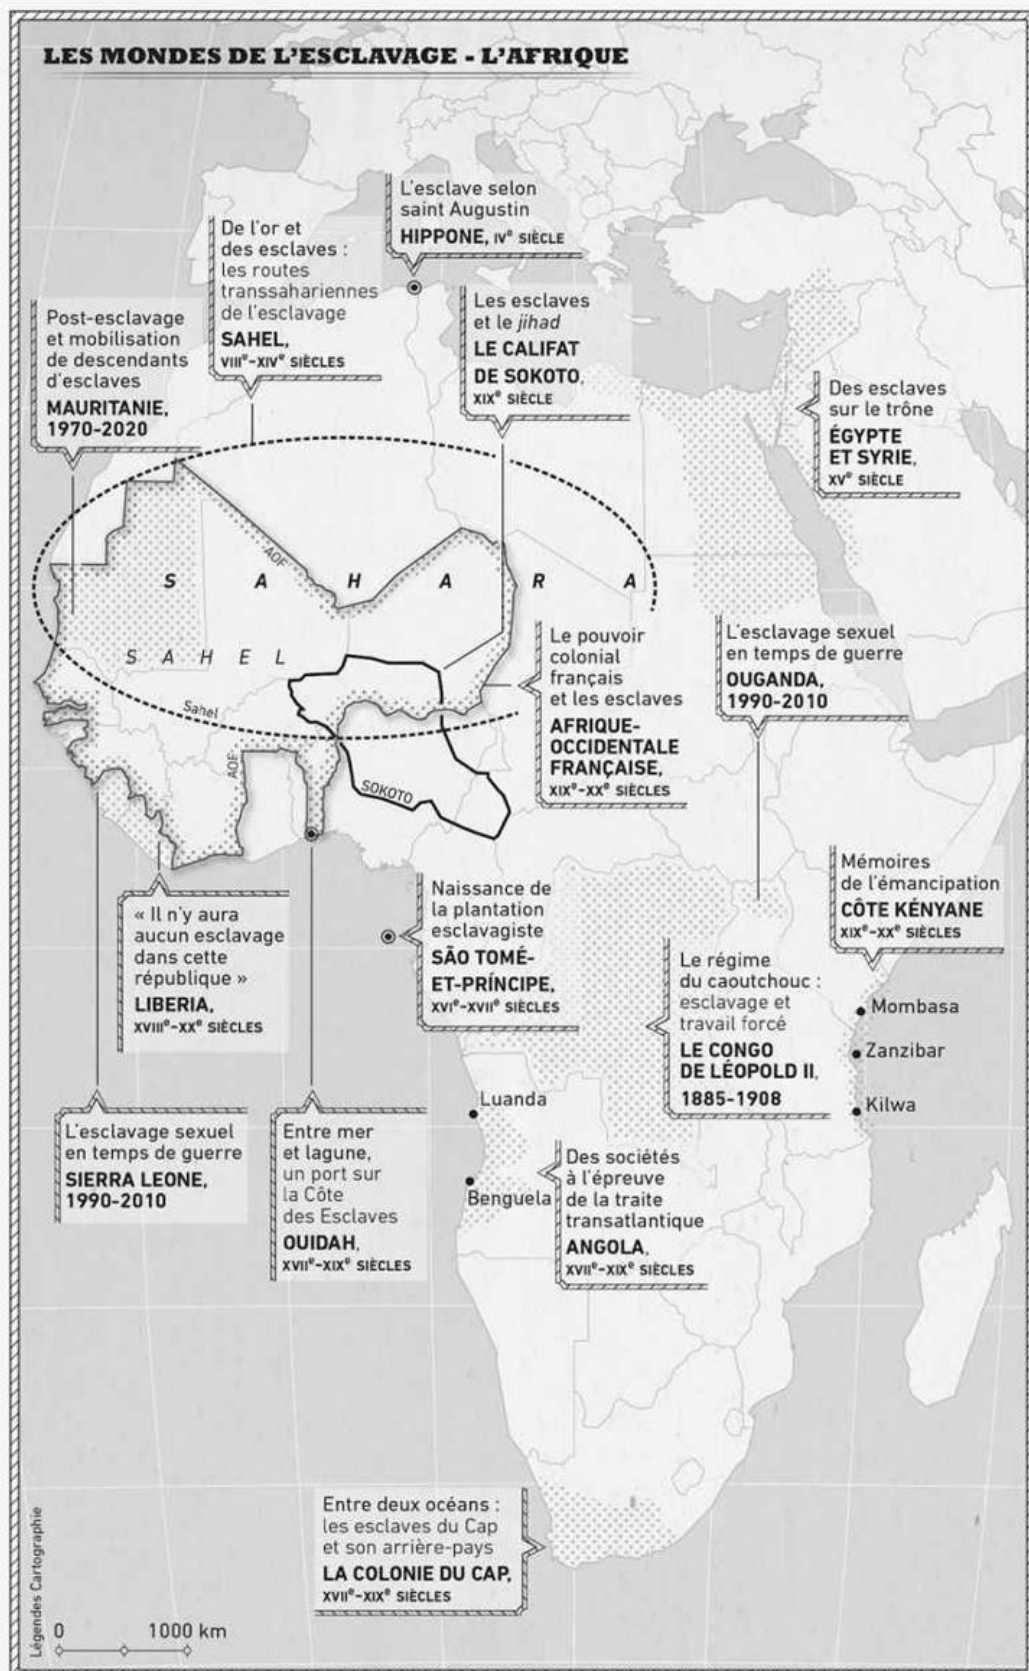 LES MONDES DE L'ESCLAVAGE - L'AFRIQUE
L'esclave selon
saint Augustin
HIPPONE, IVe SIÈCLE
De l'or et
des esclaves :
les routes
transsahariennes
de l'esclavage
SAHEL,
VIIIe-XIVe SIÈCLES
Les esclaves
et le jihad
LE CALIFAT
DE SOKOTO,
XIXe SIÈCLE
Post-esclavage
et mobilisation
de descendants
d'esclaves
MAURITANIE,
1970-2020
Des esclaves
sur le trône
ÉGYPTE
ET SYRIE,
XVe SIÈCLE
AOF
S A H A R A
S A H E L
Sahel
AOF
SOKOTO
Le pouvoir
colonial
français
et les esclaves
AFRIQUE-
OCCIDENTALE
FRANÇAISE,
XIXe-XXe SIÈCLES
L'esclavage sexuel
en temps de guerre
OUGANDA,
1990-2010
« Il n'y aura
aucun esclavage
dans cette
république »
LIBERIA,
XVIIIe-XXe SIÈCLES
Naissance de
la plantation
esclavagiste
SÃO TOMÉ-
ET-PRÍNCIPE,
XVIe-XVIIe SIÈCLES
Mémoires
de l'émancipation
CÔTE KÉNYANE
XIXe-XXe SIÈCLES
Le régime
du caoutchouc :
esclavage et
travail forcé
LE CONGO
DE LÉOPOLD II,
1885-1908
Mombasa
Zanzibar
Kilwa
Luanda
Benguela
L'esclavage sexuel
en temps de guerre
SIERRA LEONE,
1990-2010
Entre mer
et lagune,
un port sur
la Côte
des Esclaves
OUIDAH,
XVIIe-XIXe SIÈCLES
Des sociétés
à l'épreuve
de la traite
transatlantique
ANGOLA,
XVIIe-XIXe SIÈCLES
Entre deux océans :
les esclaves du Cap
et son arrière-pays
LA COLONIE DU CAP,
XVIIe-XIXe SIÈCLES
Légendes Cartographie
0 1000 km